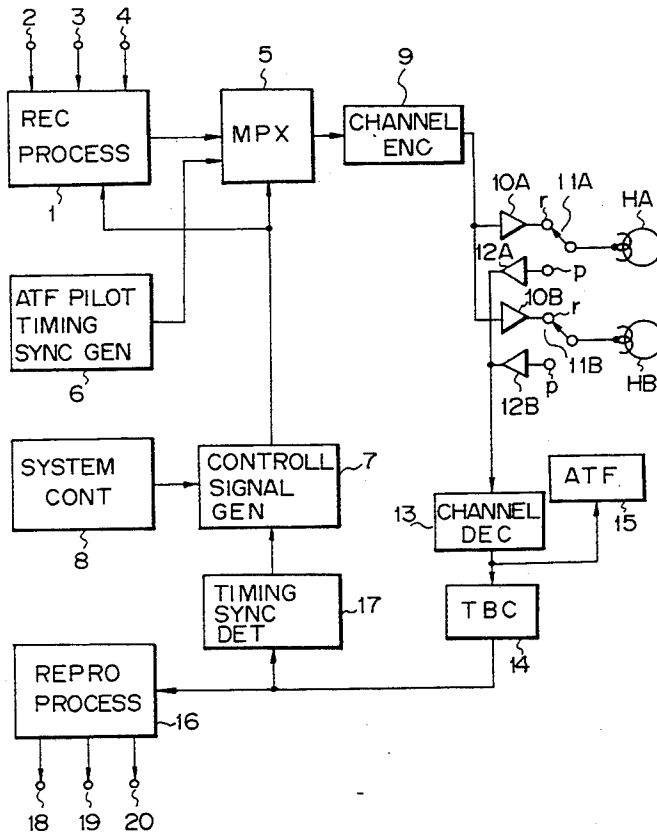 2 3 4
5
9
REC
PROCESS
MPX
CHANNEL
ENC
1
10A
r
11A
HA
12A
p
10B
r
11B
HB
12B
p
ATF PILOT
TIMING
SYNC GEN
6
SYSTEM
CONT
8
CONTROLL
SIGNAL
GEN
7
ATF
15
13
CHANNEL
DEC
TIMING
SYNC
DET
17
TBC
14
REPRO
PROCESS
16
18 19 20